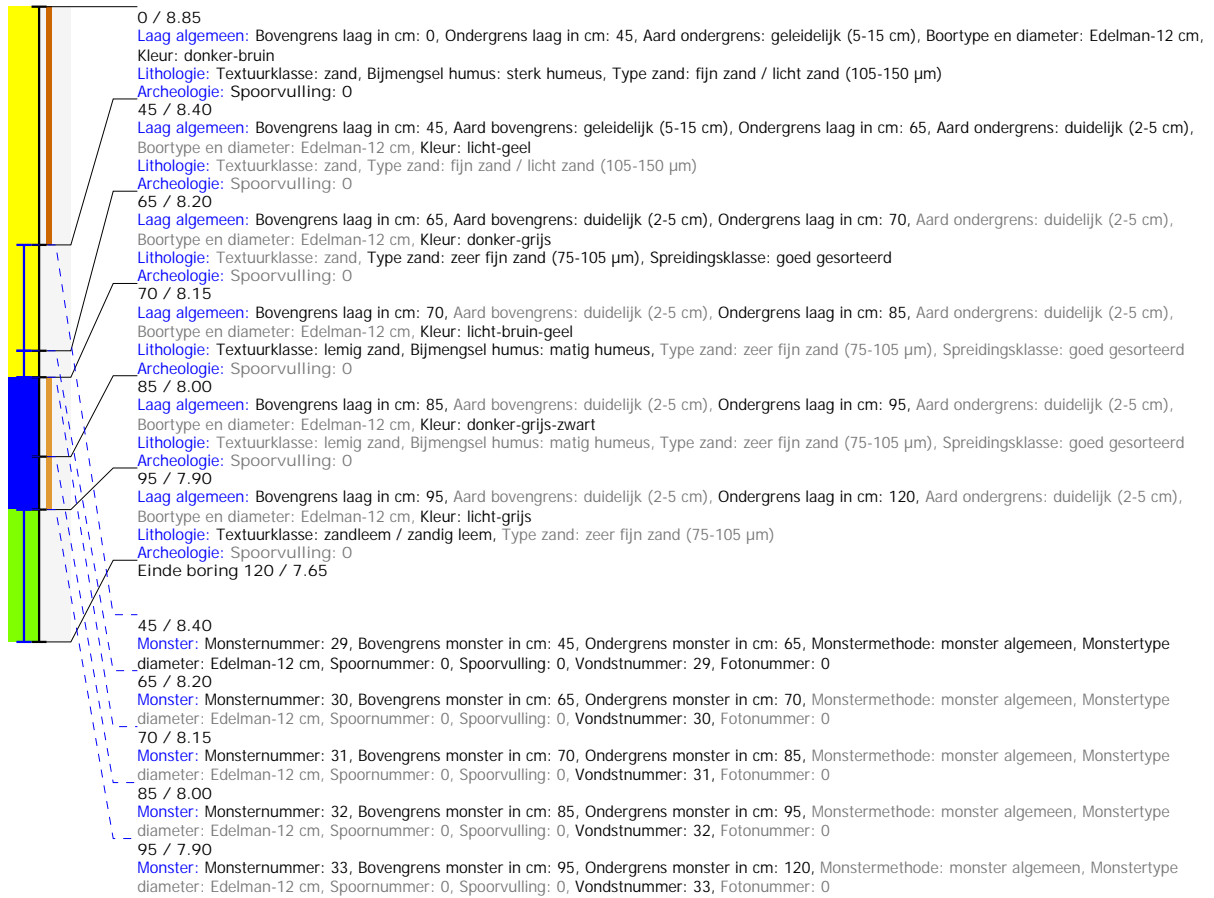 0 / 8.85
Laag algemeen: Bovengrens laag in cm: 0, Ondergrens laag in cm: 45, Aard ondergrens: geleidelijk (5-15 cm), Boortype en diameter: Edelman-12 cm,
Kleur: donker-bruin
Lithologie: Textuurklasse: zand, Bijmengsel humus: sterk humeus, Type zand: fijn zand / licht zand (105-150 µm)
Archeologie: Spoorvulling: 0
45 / 8.40
Laag algemeen: Bovengrens laag in cm: 45, Aard bovengrens: geleidelijk (5-15 cm), Ondergrens laag in cm: 65, Aard ondergrens: duidelijk (2-5 cm),
Boortype en diameter: Edelman-12 cm, Kleur: licht-geel
Lithologie: Textuurklasse: zand, Type zand: fijn zand / licht zand (105-150 µm)
Archeologie: Spoorvulling: 0
65 / 8.20
Laag algemeen: Bovengrens laag in cm: 65, Aard bovengrens: duidelijk (2-5 cm), Ondergrens laag in cm: 70, Aard ondergrens: duidelijk (2-5 cm),
Boortype en diameter: Edelman-12 cm, Kleur: donker-grijs
Lithologie: Textuurklasse: zand, Type zand: zeer fijn zand (75-105 µm), Spreidingsklasse: goed gesorteerd
Archeologie: Spoorvulling: 0
70 / 8.15
Laag algemeen: Bovengrens laag in cm: 70, Aard bovengrens: duidelijk (2-5 cm), Ondergrens laag in cm: 85, Aard ondergrens: duidelijk (2-5 cm),
Boortype en diameter: Edelman-12 cm, Kleur: licht-bruin-geel
Lithologie: Textuurklasse: lemig zand, Bijmengsel humus: matig humeus, Type zand: zeer fijn zand (75-105 µm), Spreidingsklasse: goed gesorteerd
Archeologie: Spoorvulling: 0
85 / 8.00
Laag algemeen: Bovengrens laag in cm: 85, Aard bovengrens: duidelijk (2-5 cm), Ondergrens laag in cm: 95, Aard ondergrens: duidelijk (2-5 cm),
Boortype en diameter: Edelman-12 cm, Kleur: donker-grijs-zwart
Lithologie: Textuurklasse: lemig zand, Bijmengsel humus: matig humeus, Type zand: zeer fijn zand (75-105 µm), Spreidingsklasse: goed gesorteerd
Archeologie: Spoorvulling: 0
95 / 7.90
Laag algemeen: Bovengrens laag in cm: 95, Aard bovengrens: duidelijk (2-5 cm), Ondergrens laag in cm: 120, Aard ondergrens: duidelijk (2-5 cm),
Boortype en diameter: Edelman-12 cm, Kleur: licht-grijs
Lithologie: Textuurklasse: zandleem / zandig leem, Type zand: zeer fijn zand (75-105 µm)
Archeologie: Spoorvulling: 0
Einde boring 120 / 7.65
45 / 8.40
Monster: Monsternummer: 29, Bovengrens monster in cm: 45, Ondergrens monster in cm: 65, Monstermethode: monster algemeen, Monstertype
diameter: Edelman-12 cm, Spoornummer: 0, Spoorvulling: 0, Vondstnummer: 29, Fotonummer: 0
65 / 8.20
Monster: Monsternummer: 30, Bovengrens monster in cm: 65, Ondergrens monster in cm: 70, Monstermethode: monster algemeen, Monstertype
diameter: Edelman-12 cm, Spoornummer: 0, Spoorvulling: 0, Vondstnummer: 30, Fotonummer: 0
70 / 8.15
Monster: Monsternummer: 31, Bovengrens monster in cm: 70, Ondergrens monster in cm: 85, Monstermethode: monster algemeen, Monstertype
diameter: Edelman-12 cm, Spoornummer: 0, Spoorvulling: 0, Vondstnummer: 31, Fotonummer: 0
85 / 8.00
Monster: Monsternummer: 32, Bovengrens monster in cm: 85, Ondergrens monster in cm: 95, Monstermethode: monster algemeen, Monstertype
diameter: Edelman-12 cm, Spoornummer: 0, Spoorvulling: 0, Vondstnummer: 32, Fotonummer: 0
95 / 7.90
Monster: Monsternummer: 33, Bovengrens monster in cm: 95, Ondergrens monster in cm: 120, Monstermethode: monster algemeen, Monstertype
diameter: Edelman-12 cm, Spoornummer: 0, Spoorvulling: 0, Vondstnummer: 33, Fotonummer: 0